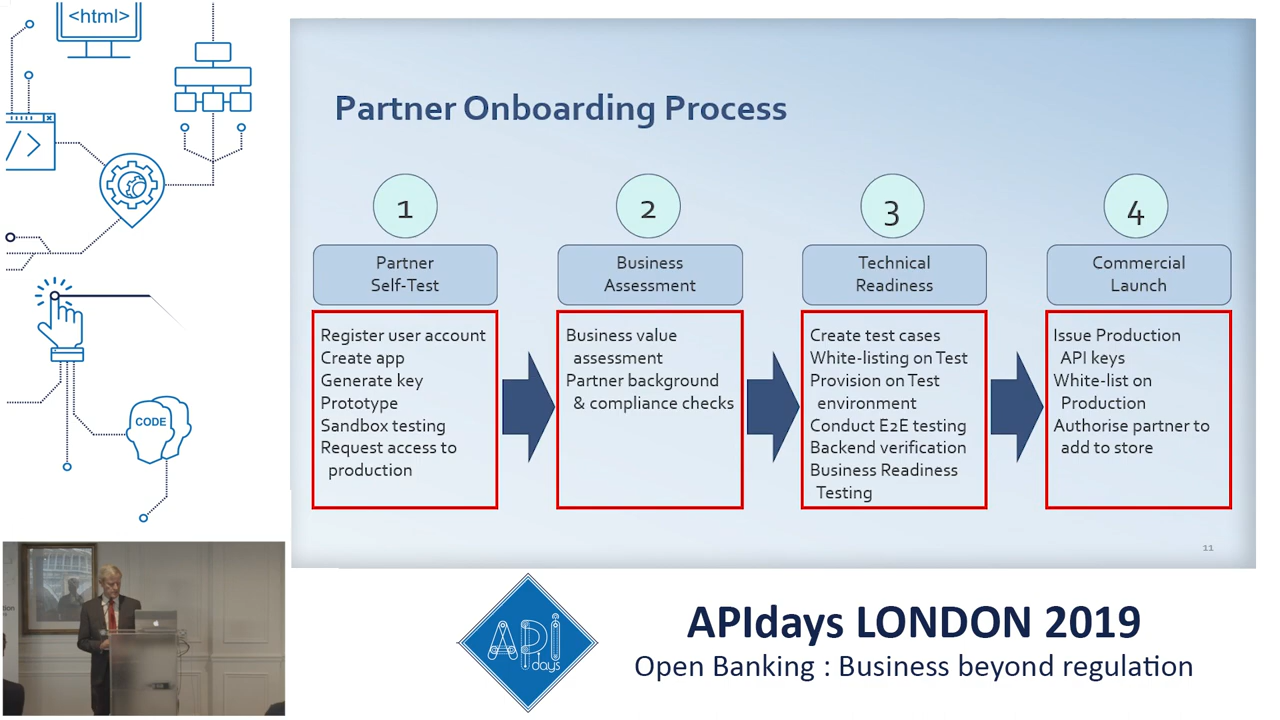 <html>
</>
CODE
Partner Onboarding Process
1
Partner
Self-Test
Register user account
Create app
Generate key
Prototype
Sandbox testing
Request access to
production
2
Business
Assessment
Business value
assessment
Partner background
& compliance checks
3
Technical
Readiness
Create test cases
White-listing on Test
Provision on Test
environment
Conduct E2E testing
Backend verification
Business Readiness
Testing
4
Commercial
Launch
Issue Production
API keys
White-list on
Production
Authorise partner to
add to store
11
API
days
APIdays LONDON 2019
Open Banking : Business beyond regulation